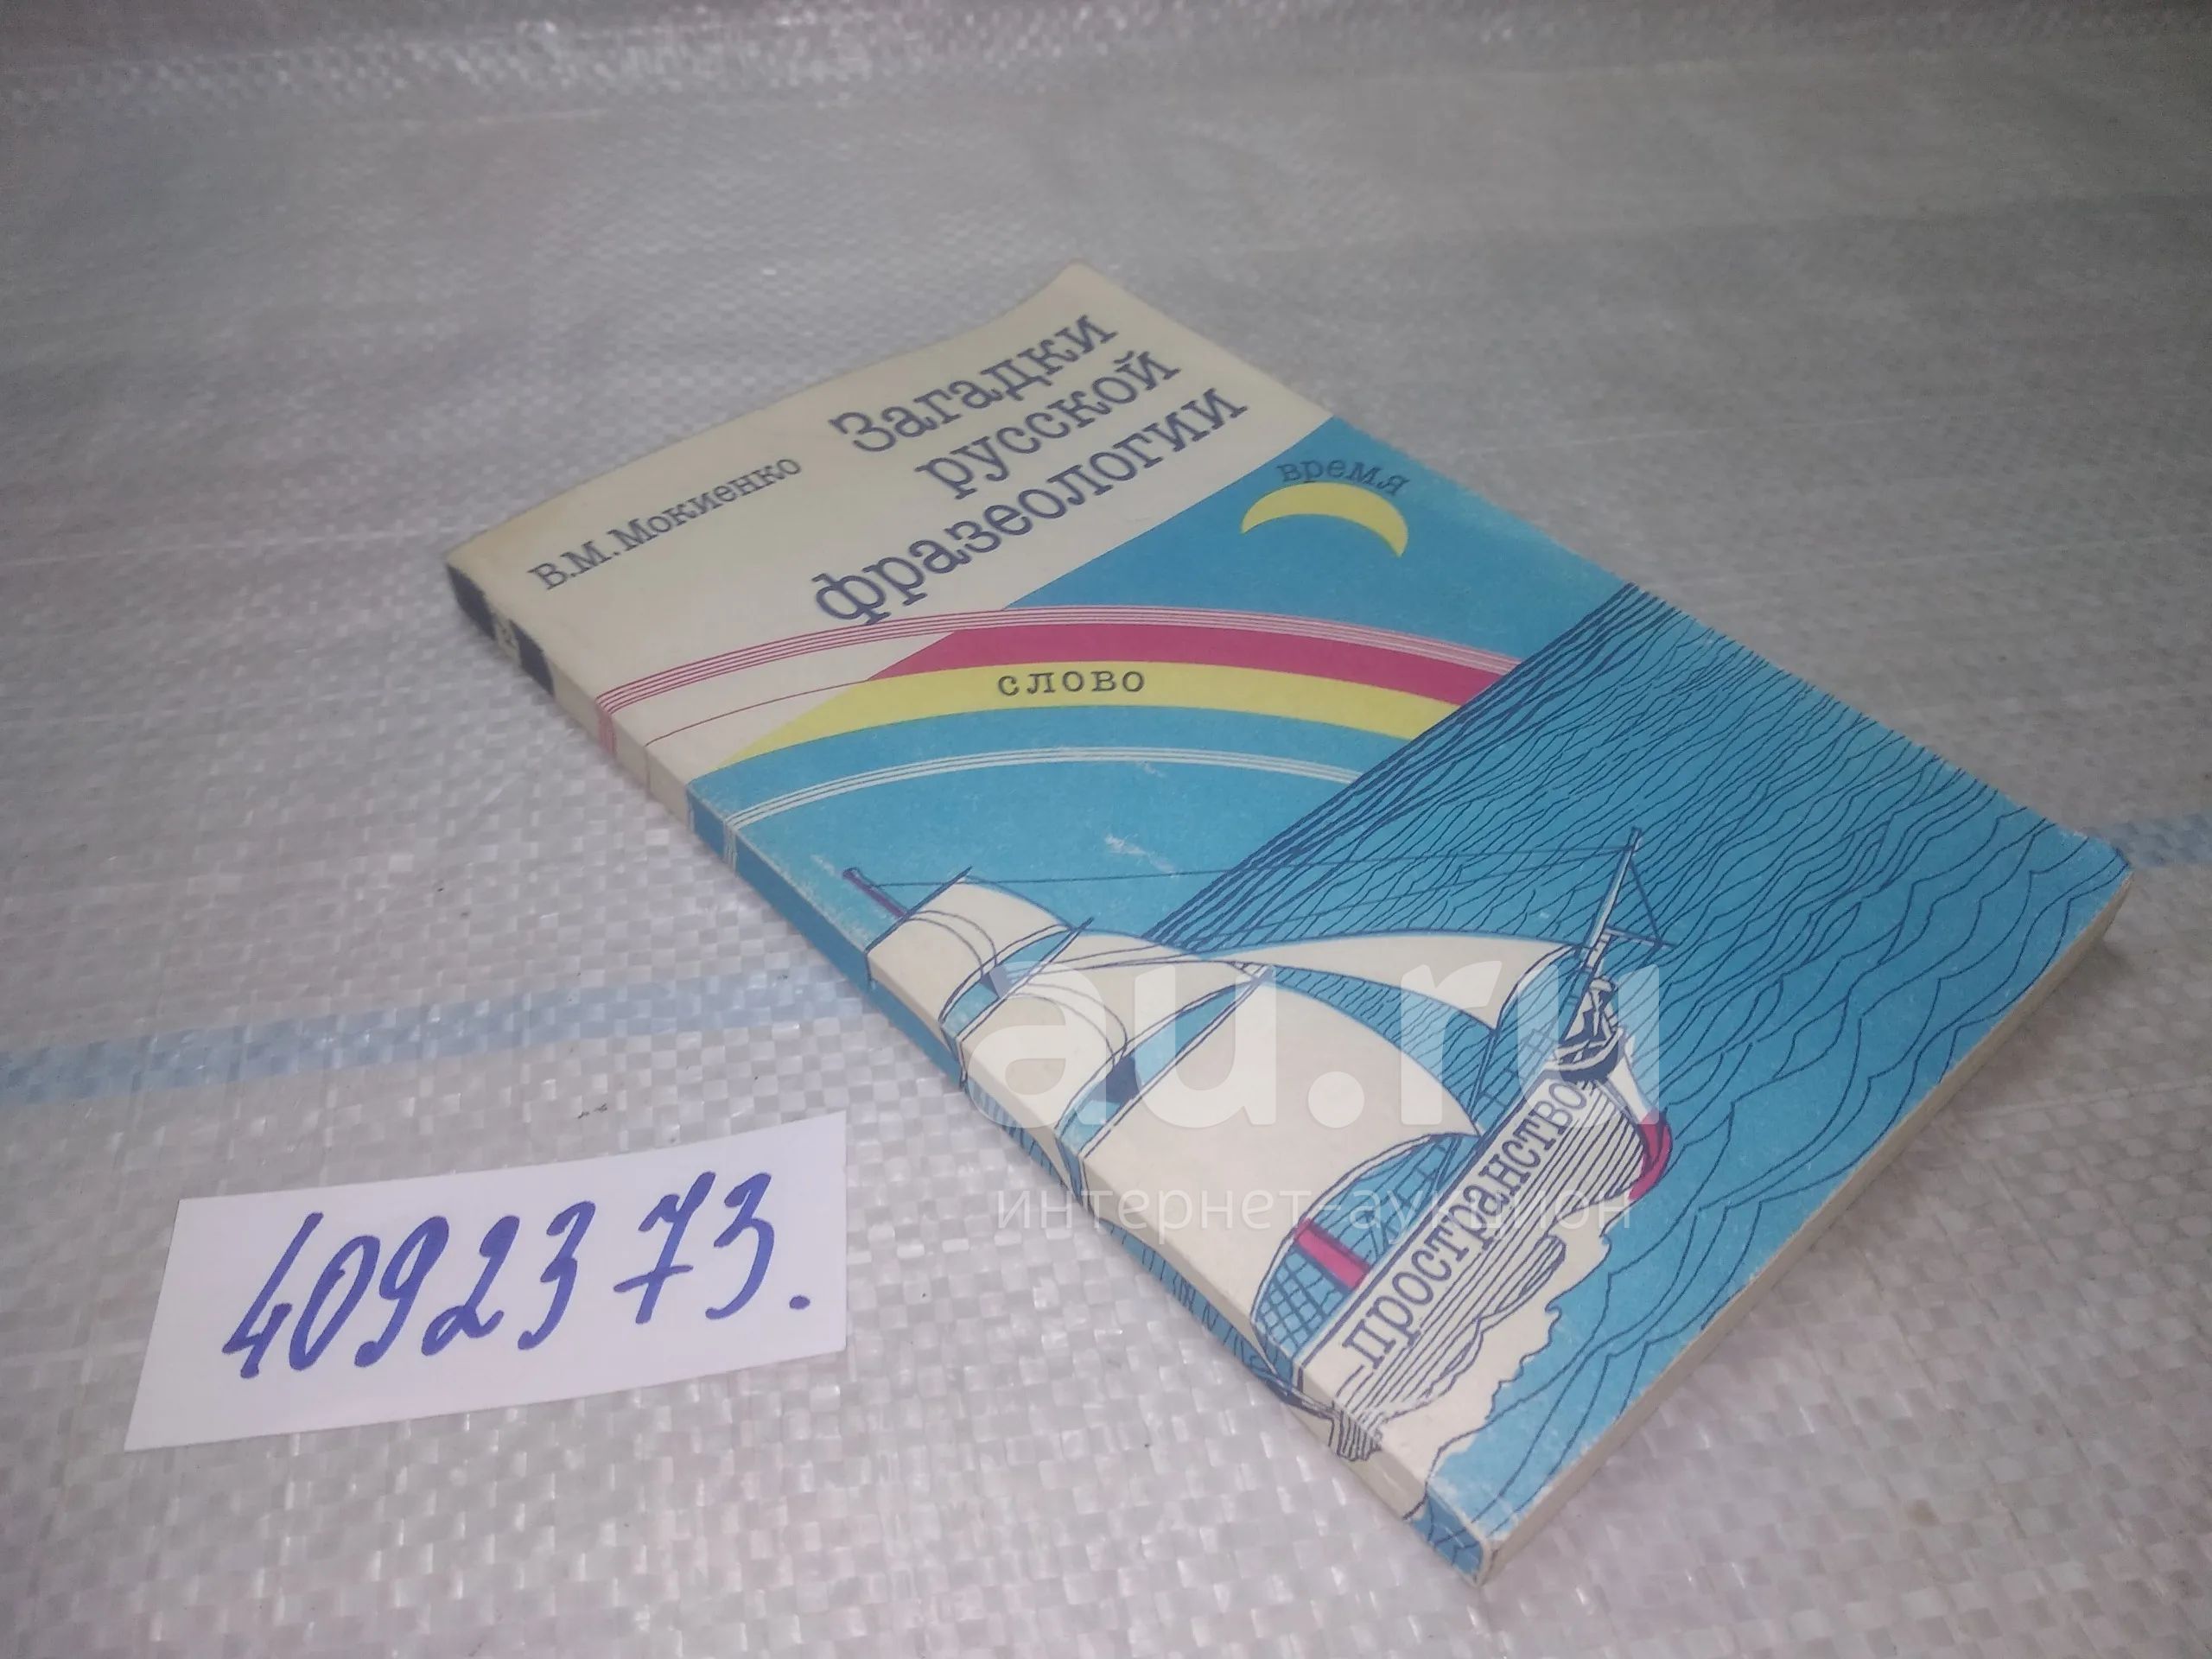 В.М. Мокиенко
Загадки
русской
фразеологии
время
слово
пространство
au.ru
интернет-аукцион
4092373.